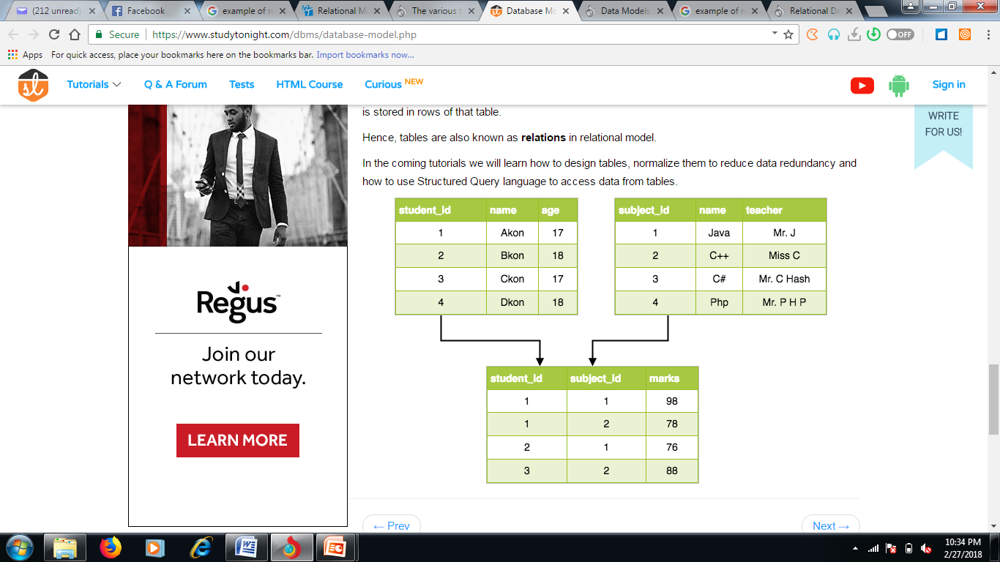 (212 unread)
Facebook
example of r
Relational M
The various
Database Mo
Data Models
example of r
Relational D
Secure
https://www.studytonight.com/dbms/database-model.php
OFF
Apps
For quick access, place your bookmarks here on the bookmarks bar. Import bookmarks now...
sl
Tutorials
Q & A Forum
Tests
HTML Course
Curious NEW
Sign in
is stored in rows of that table.
WRITE
FOR US!
Hence, tables are also known as relations in relational model.
In the coming tutorials we will learn how to design tables, normalize them to reduce data redundancy and
how to use Structured Query language to access data from tables.
student_id name age
1 Akon 17
2 Bkon 18
3 Ckon 17
4 Dkon 18
subject_id name teacher
1 Java Mr. J
2 C++ Miss C
3 C# Mr. C Hash
4 Php Mr. P H P
student_id subject_id marks
1 1 98
1 2 78
2 1 76
3 2 88
Regus™
Join our
network today.
LEARN MORE
← Prev
Next →
10:34 PM
2/27/2018